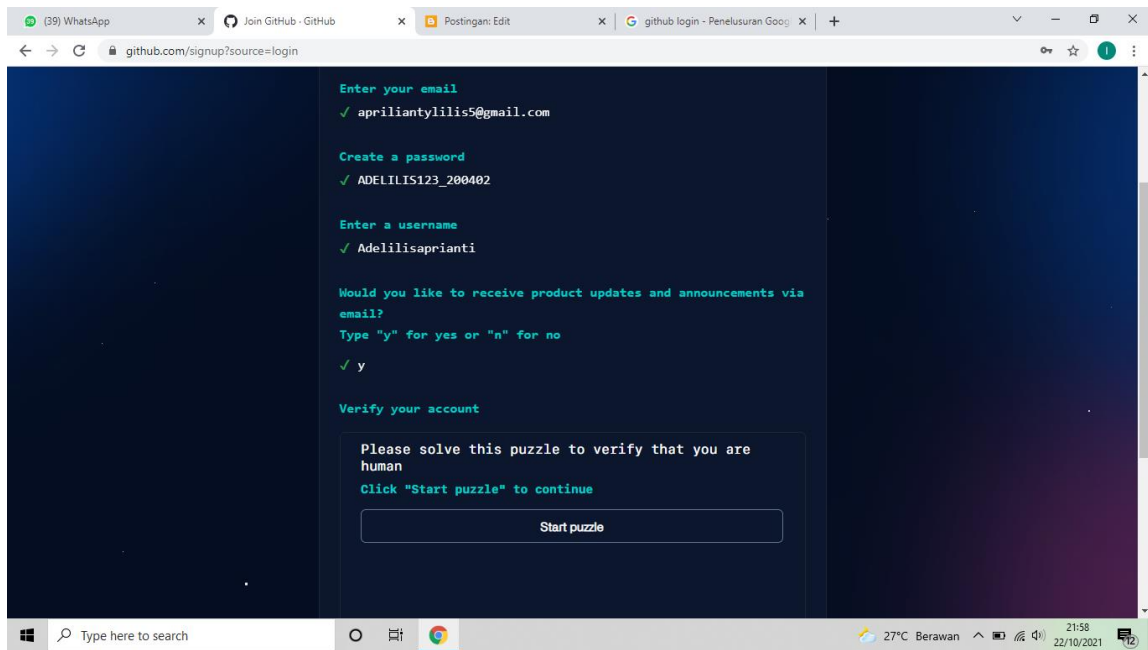 (39) WhatsApp
Join GitHub · GitHub
Postingan: Edit
github login - Penelusuran Goog
github.com/signup?source=login
I
Enter your email
✓ apriliantylilis5@gmail.com
Create a password
✓ ADELILIS123_200402
Enter a username
✓ Adelilisaprianti
Would you like to receive product updates and announcements via
email?
Type "y" for yes or "n" for no
✓ y
Verify your account
Please solve this puzzle to verify that you are
human
Click "Start puzzle" to continue
Start puzzle
Type here to search
27°C Berawan
21:58
22/10/2021
12